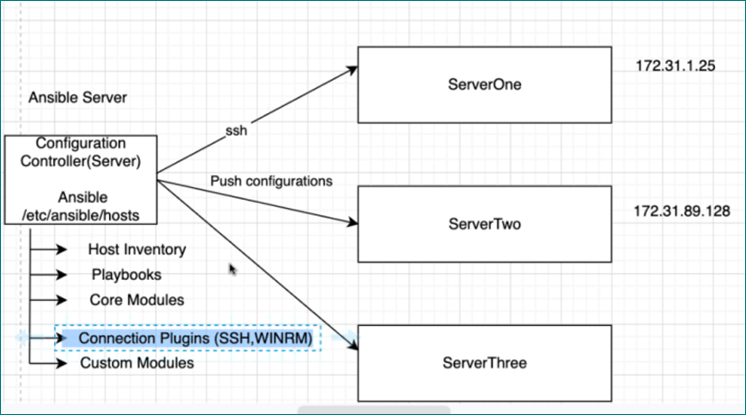 Ansible Server
Configuration
Controller(Server)
Ansible
/etc/ansible/hosts
Host Inventory
Playbooks
Core Modules
Connection Plugins (SSH,WINRM)
Custom Modules
ssh
Push configurations
ServerOne
172.31.1.25
ServerTwo
172.31.89.128
ServerThree